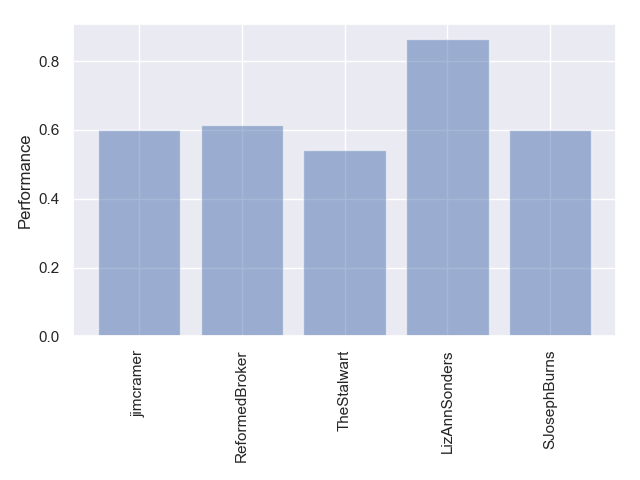 Performance
0.8
0.6
0.4
0.2
0.0
jimcramer
ReformedBroker
TheStalwart
LizAnnSonders
SJosephBurns